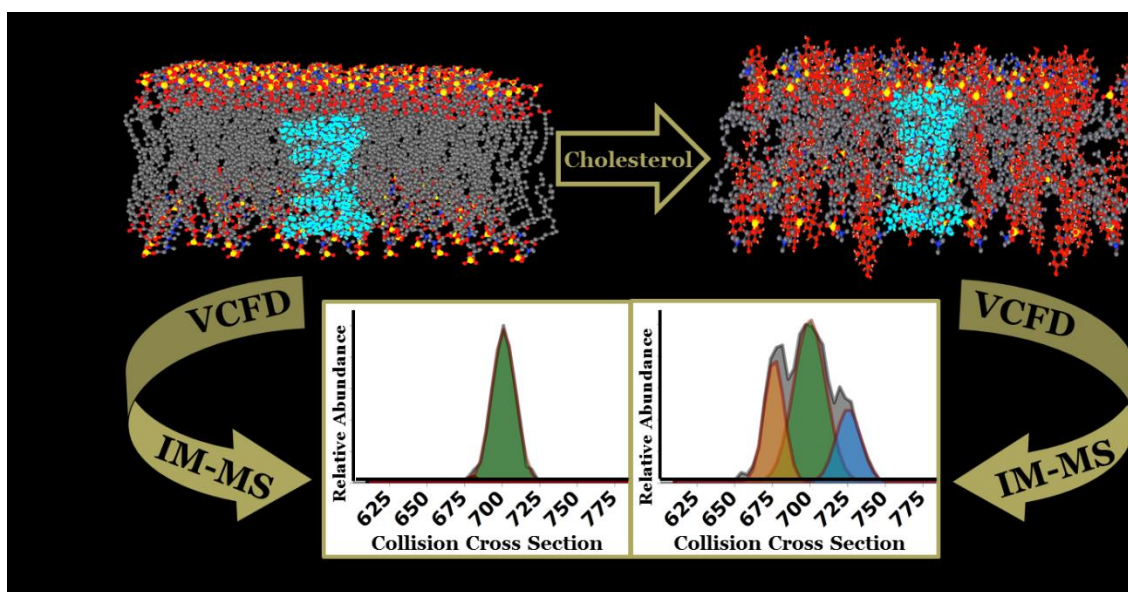 Cholesterol
VCFD
VCFD
IM-MS
IM-MS
Relative Abundance
625 650 675 700 725 750 775
Collision Cross Section
Relative Abundance
625 650 675 700 725 750 775
Collision Cross Section